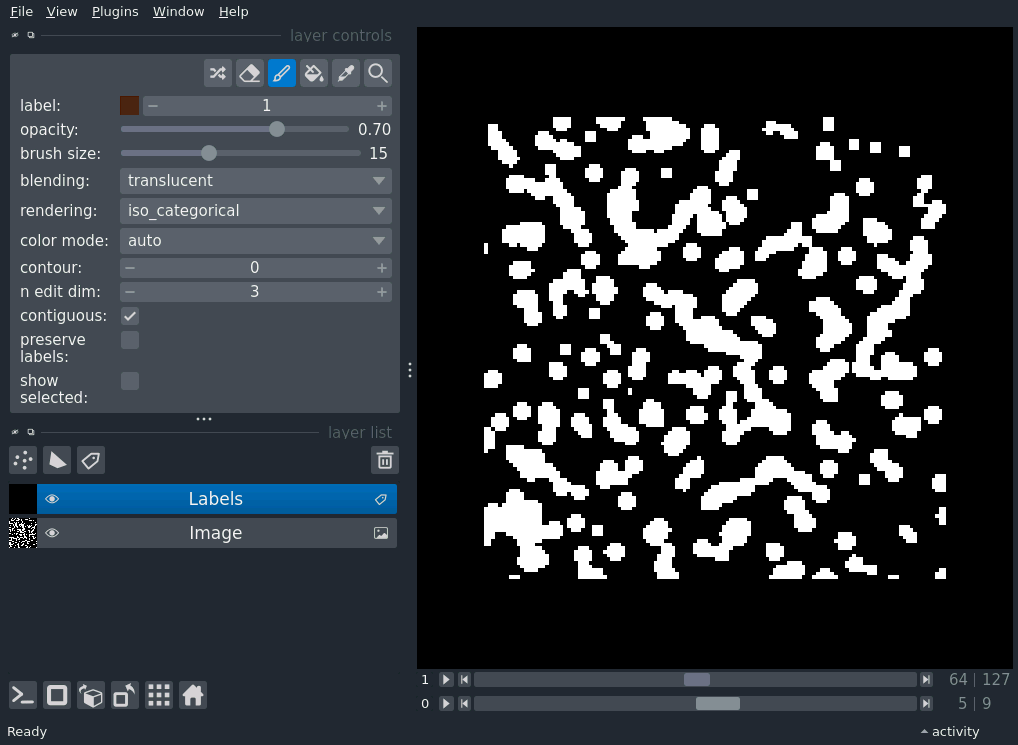 File View Plugins Window Help
layer controls
label: 1
opacity: 0.70
brush size: 15
blending: translucent
rendering: iso_categorical
color mode: auto
contour: 0
n edit dim: 3
contiguous:
preserve
labels:
show
selected:
layer list
Labels
Image
1 64 | 127
0 5 | 9
Ready activity